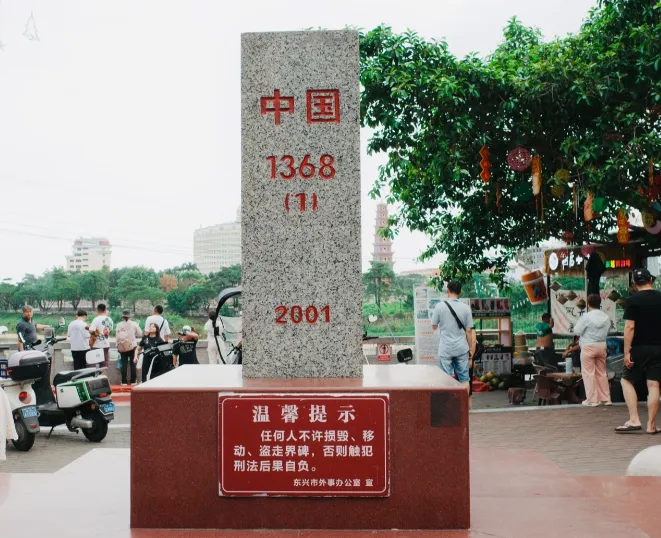 中国
1368
(1)
2001
温馨提示
任何人不许损毁、移
动、盗走界碑，否则触犯
刑法后果自负。
东兴市外事办公室 宣